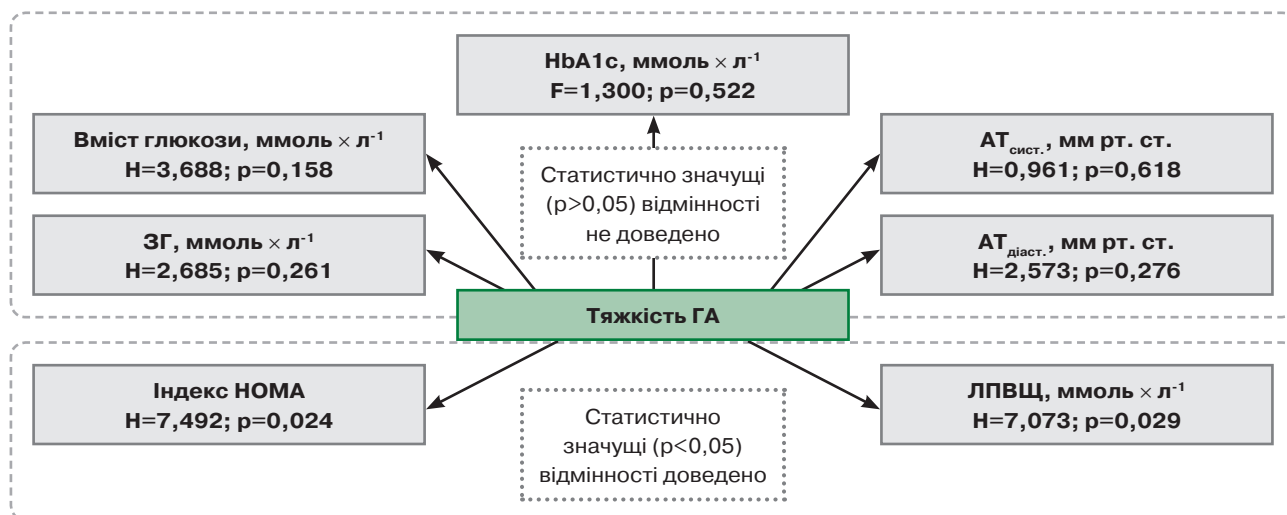 HbA1c, ммоль × л⁻¹
F=1,300; p=0,522
Вміст глюкози, ммоль × л⁻¹
H=3,688; p=0,158
АТсист., мм рт. ст.
H=0,961; p=0,618
Статистично значущі
(p>0,05) відмінності
не доведено
ЗГ, ммоль × л⁻¹
H=2,685; p=0,261
АТдіаст., мм рт. ст.
H=2,573; p=0,276
Тяжкість ГА
Індекс НОМА
H=7,492; p=0,024
Статистично
значущі (p<0,05)
відмінності доведено
ЛПВЩ, ммоль × л⁻¹
H=7,073; p=0,029